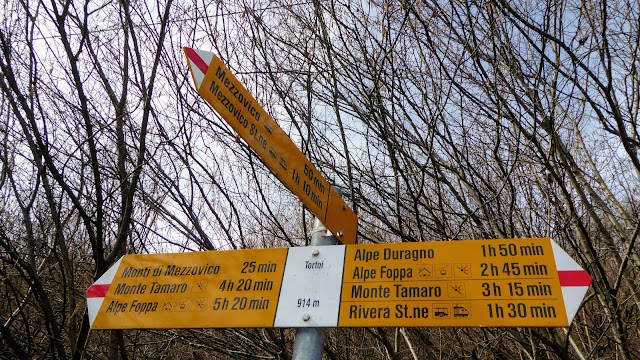 Mezzovico 50 min
Mezzovico St.ne 1h 10 min
Monti di Mezzovico 25 min
Monte Tamaro 4h 20 min
Alpe Foppa 5h 20 min
Tortoi
914 m
Alpe Duragno 1h 50 min
Alpe Foppa 2h 45 min
Monte Tamaro 3h 15 min
Rivera St.ne 1h 30 min